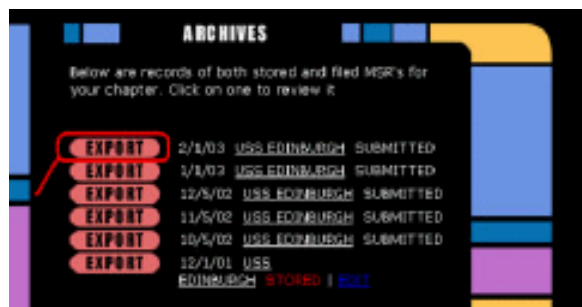 ARCHIVES
Below are records of both stored and filed MSR's for
your chapter. Click on one to review it
EXPORT 2/1/03 USS EDINBURGH SUBMITTED
EXPORT 1/1/03 USS EDINBURGH SUBMITTED
EXPORT 12/5/02 USS EDINBURGH SUBMITTED
EXPORT 11/5/02 USS EDINBURGH SUBMITTED
EXPORT 10/5/02 USS EDINBURGH SUBMITTED
EXPORT 12/1/01 USS
EDINBURGH STORED | EDIT